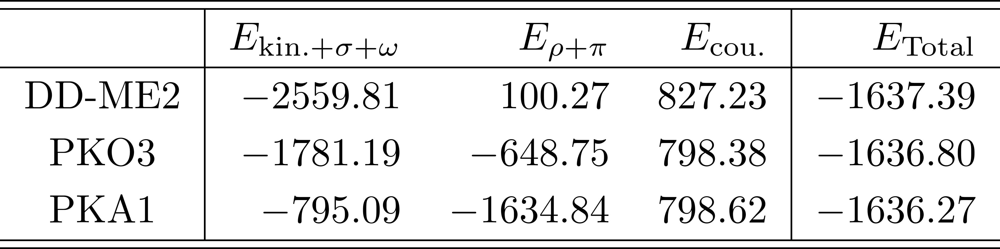 E_{kin.+σ+ω} E_{ρ+π} E_{cou.} E_{Total}
DD-ME2 −2559.81 100.27 827.23 −1637.39
PKO3 −1781.19 −648.75 798.38 −1636.80
PKA1 −795.09 −1634.84 798.62 −1636.27